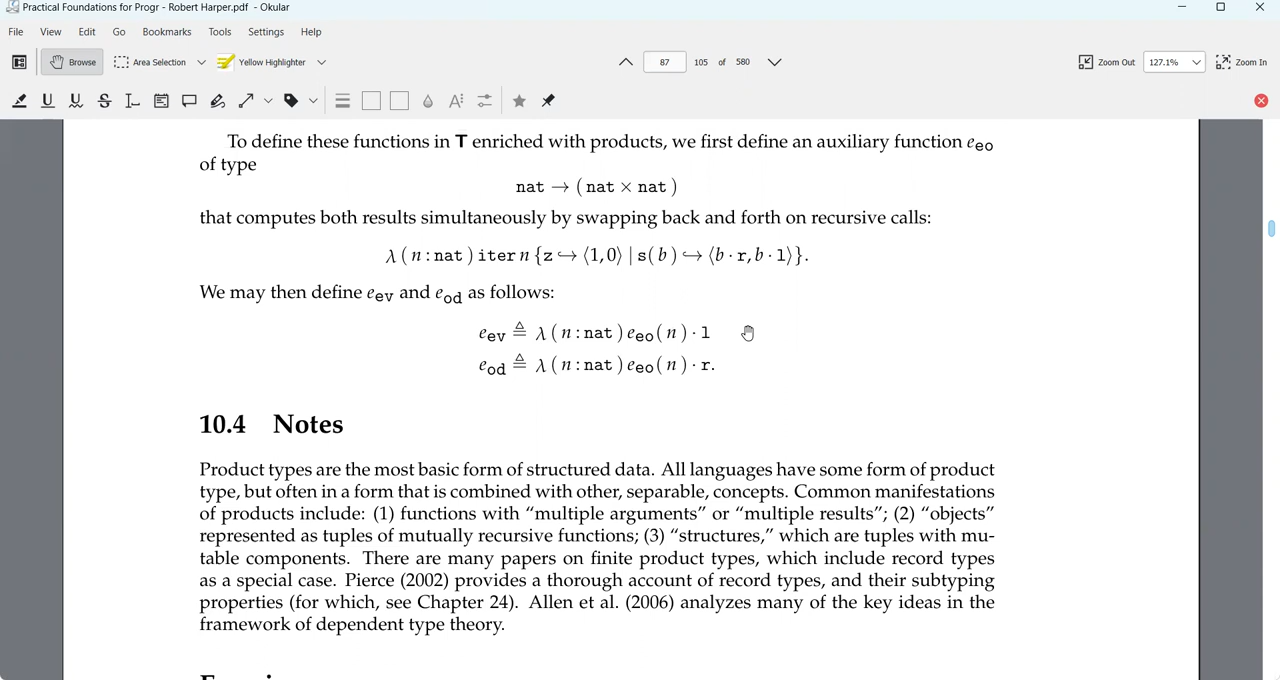 Practical Foundations for Progr - Robert Harper.pdf - Okular
File View Edit Go Bookmarks Tools Settings Help
Browse Area Selection Yellow Highlighter 87 105 of 580 Zoom Out 127.1% Zoom In
To define these functions in T enriched with products, we first define an auxiliary function e_eo
of type
nat → ( nat × nat )
that computes both results simultaneously by swapping back and forth on recursive calls:
λ ( n : nat ) iter n { z ↪ ⟨1, 0⟩ | s( b ) ↪ ⟨b · r, b · l⟩ }.
We may then define e_ev and e_od as follows:
e_ev ≜ λ ( n : nat ) e_eo( n ) · l
e_od ≜ λ ( n : nat ) e_eo( n ) · r.
10.4 Notes
Product types are the most basic form of structured data. All languages have some form of product
type, but often in a form that is combined with other, separable, concepts. Common manifestations
of products include: (1) functions with “multiple arguments” or “multiple results”; (2) “objects”
represented as tuples of mutually recursive functions; (3) “structures,” which are tuples with mu-
table components. There are many papers on finite product types, which include record types
as a special case. Pierce (2002) provides a thorough account of record types, and their subtyping
properties (for which, see Chapter 24). Allen et al. (2006) analyzes many of the key ideas in the
framework of dependent type theory.